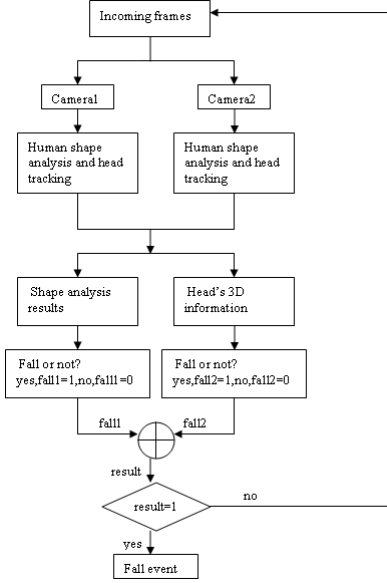 Incoming frames
Camera1
Camera2
Human shape
analysis and head
tracking
Human shape
analysis and head
tracking
Shape analysis
results
Head's 3D
information
Fall or not?
yes,fall1=1,no,fall1=0
Fall or not?
yes,fall2=1,no,fall2=0
fall1
fall2
result
result=1
no
yes
Fall event